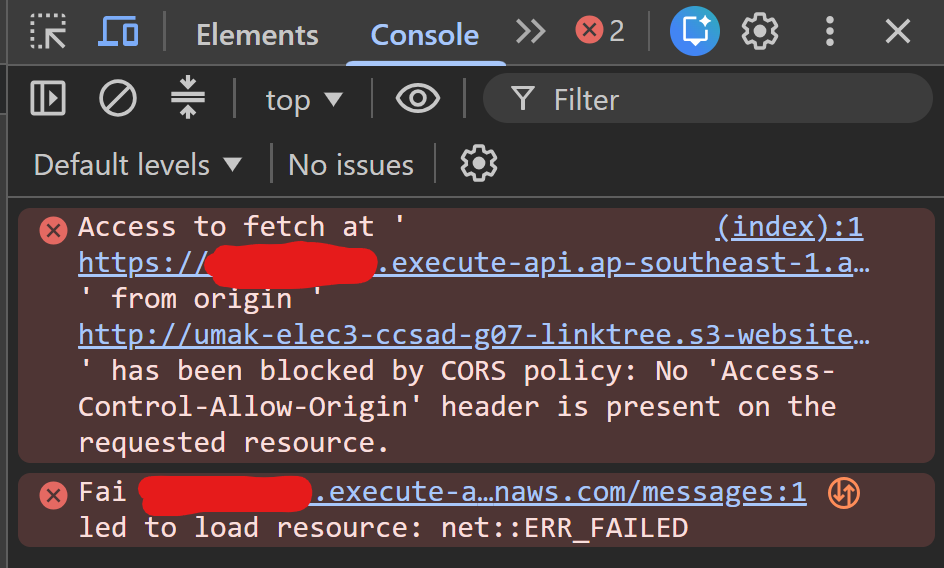 Elements Console 2
top Filter
Default levels No issues
Access to fetch at ' (index):1
https:// .execute-api.ap-southeast-1.a…
' from origin '
http://umak-elec3-ccsad-g07-linktree.s3-website…
' has been blocked by CORS policy: No 'Access-
Control-Allow-Origin' header is present on the
requested resource.
Fai .execute-a…naws.com/messages:1
led to load resource: net::ERR_FAILED